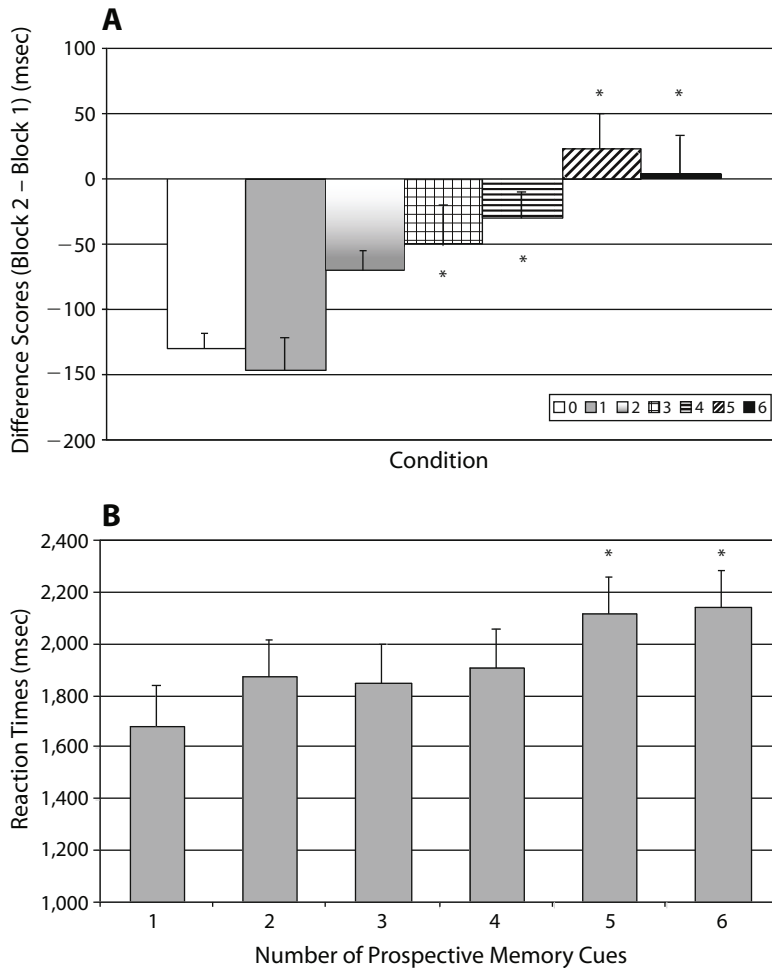 A
Difference Scores (Block 2 – Block 1) (msec)
100
50
*
*
0
−50
*
*
−100
−150
0 1 2 3 4 5 6
−200
Condition
B
Reaction Times (msec)
2,400
*
*
2,200
2,000
1,800
1,600
1,400
1,200
1,000
1 2 3 4 5 6
Number of Prospective Memory Cues